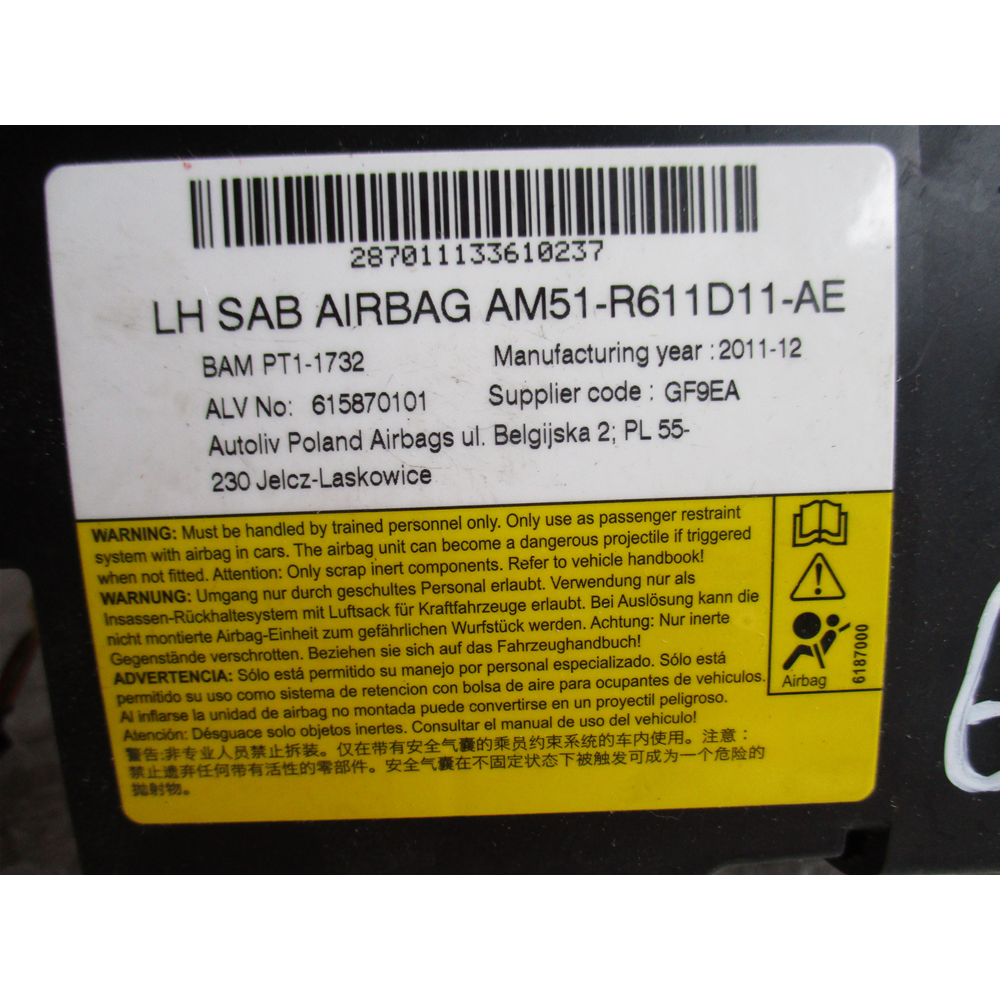 287011133610237
LH SAB AIRBAG AM51-R611D11-AE
BAM PT1-1732 Manufacturing year : 2011-12
ALV No: 615870101 Supplier code : GF9EA
Autoliv Poland Airbags ul. Belgijska 2; PL 55-
230 Jelcz-Laskowice
WARNING: Must be handled by trained personnel only. Only use as passenger restraint
system with airbag in cars. The airbag unit can become a dangerous projectile if triggered
when not fitted. Attention: Only scrap inert components. Refer to vehicle handbook!
WARNUNG: Umgang nur durch geschultes Personal erlaubt. Verwendung nur als
Insassen-Rückhaltesystem mit Luftsack für Kraftfahrzeuge erlaubt. Bei Auslösung kann die
nicht montierte Airbag-Einheit zum gefährlichen Wurfstück werden. Achtung: Nur inerte
Gegenstände verschrotten. Beziehen sie sich auf das Fahrzeughandbuch!
ADVERTENCIA: Sólo está permitido su manejo por personal especializado. Sólo está
permitido su uso como sistema de retencion con bolsa de aire para ocupantes de vehículos.
Al inflarse la unidad de airbag no montada puede convertirse en un proyectil peligroso.
Atención: Désguace solo objetos inertes. Consultar el manual de uso del vehiculo!
警告:非专业人员禁止拆装。仅在带有安全气囊的乘员约束系统的车内使用。注意：
禁止遗弃任何带有活性的零部件。安全气囊在不固定状态下被触发可成为一个危险的
抛射物。
Airbag
6187000